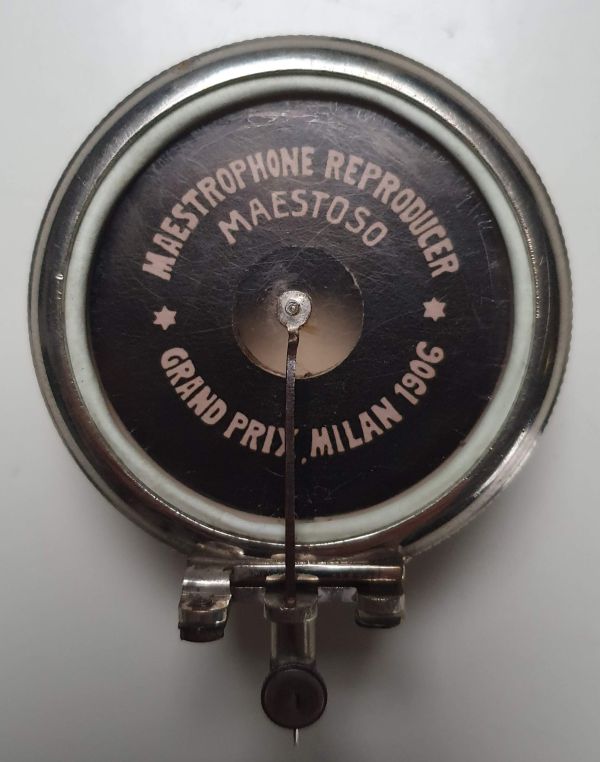 MAESTROPHONE REPRODUCER
MAESTOSO
GRAND PRIX, MILAN 1906